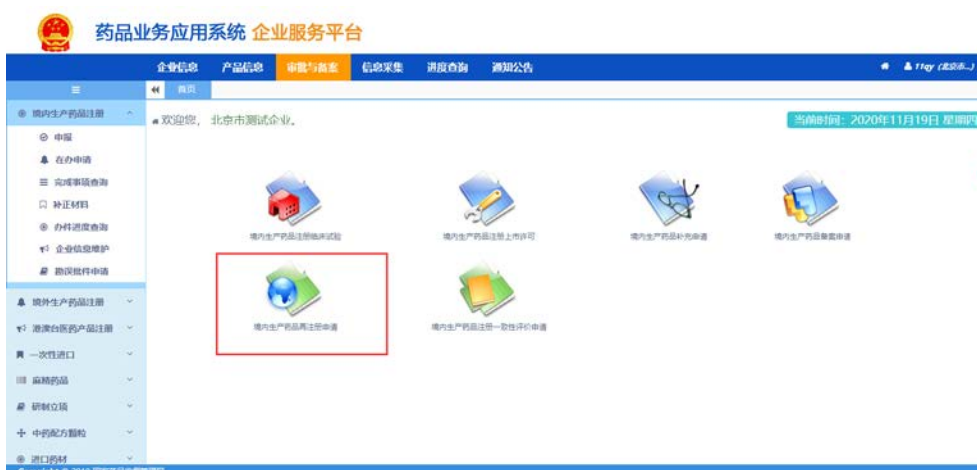 药品业务应用系统 企业服务平台
企业信息 产品信息 审批与备案 信息采集 进度查询 通知公告
11qy (北京市...)
首页
境内生产药品注册
欢迎您， 北京市测试企业。
当前时间：2020年11月19日 星期四
申报
在办申请
完成事项查询
补正材料
办件进度查询
企业信息维护
勘误批件申请
境内生产药品注册临床试验
境内生产药品注册上市许可
境内生产药品补充申请
境内生产药品备案申请
境内生产药品再注册申请
境内生产药品注册一致性评价申请
境外生产药品注册
港澳台医药产品注册
一次性进口
麻精药品
研制立项
中药配方颗粒
进口药材